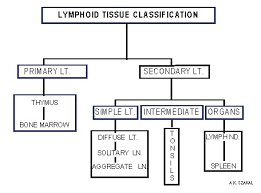 LYMPHOID TISSUE CLASSIFICATION
PRIMARY LT.
SECONDARY LT.
THYMUS
BONE MARROW
SIMPLE LT.
INTERMEDIATE
ORGANS
DIFFUSE LT.
SOLITARY LN.
AGGREGATE LN.
TONSILS
LYMPH ND.
SPLEEN
A.K. SZAKAL